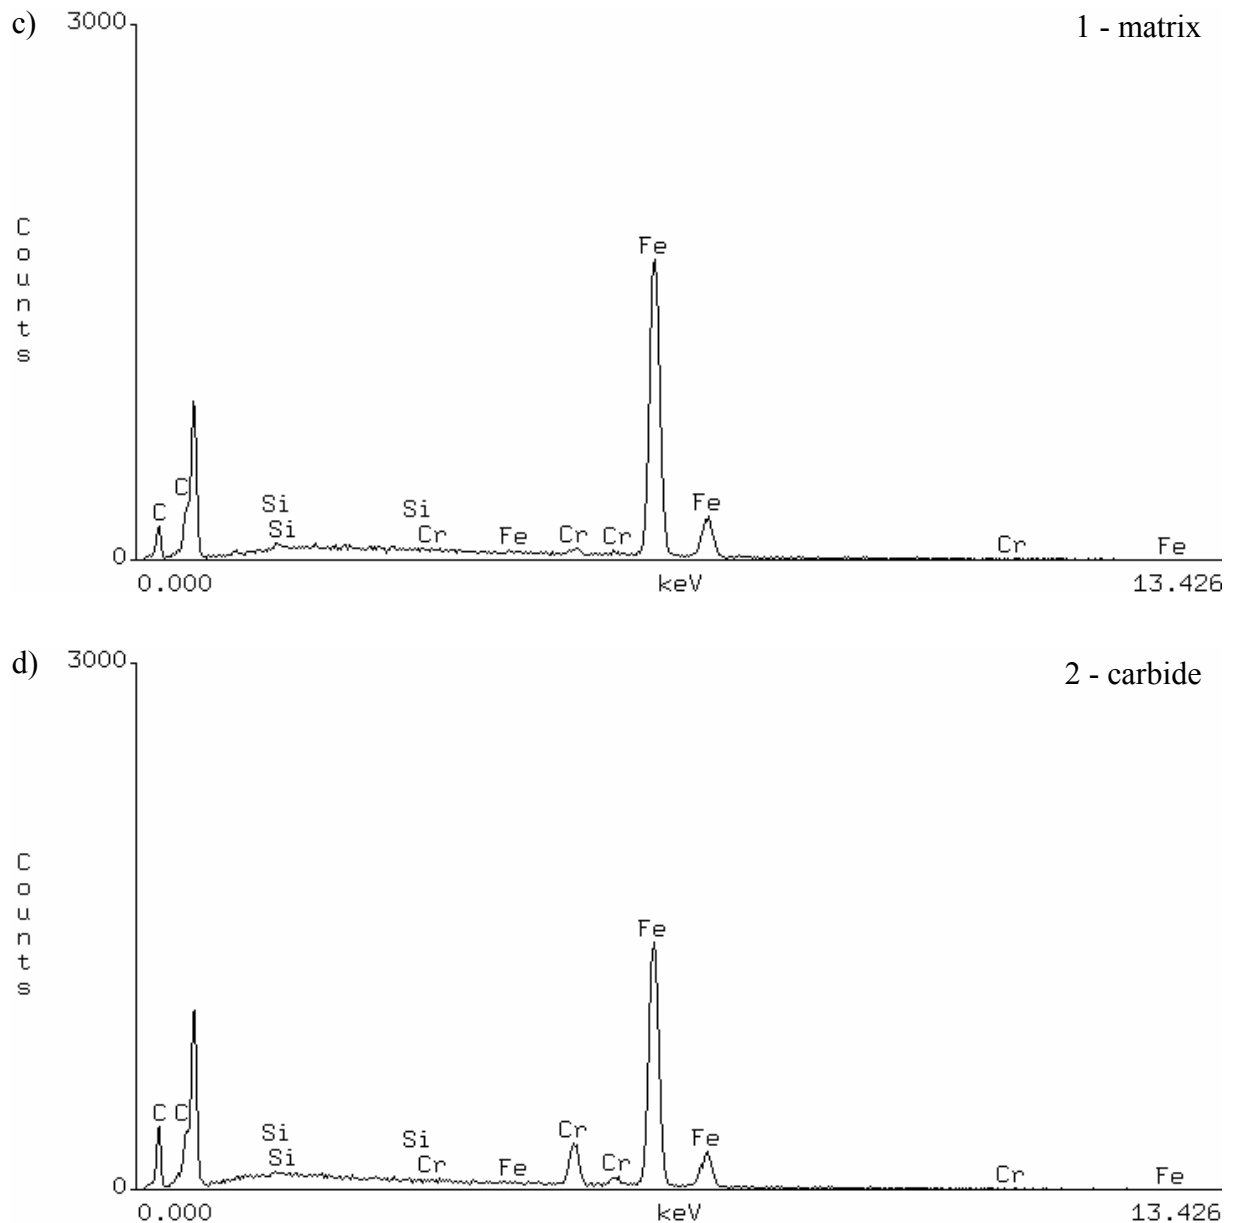 c)
3000
1 - matrix
Counts
Fe
C
C
Si
Si
Si
Cr
Fe
Cr
Cr
Fe
Cr
Fe
0
0.000
keV
13.426
d)
3000
2 - carbide
Counts
Fe
C
C
Si
Si
Si
Cr
Fe
Cr
Cr
Fe
Cr
Fe
0
0.000
keV
13.426